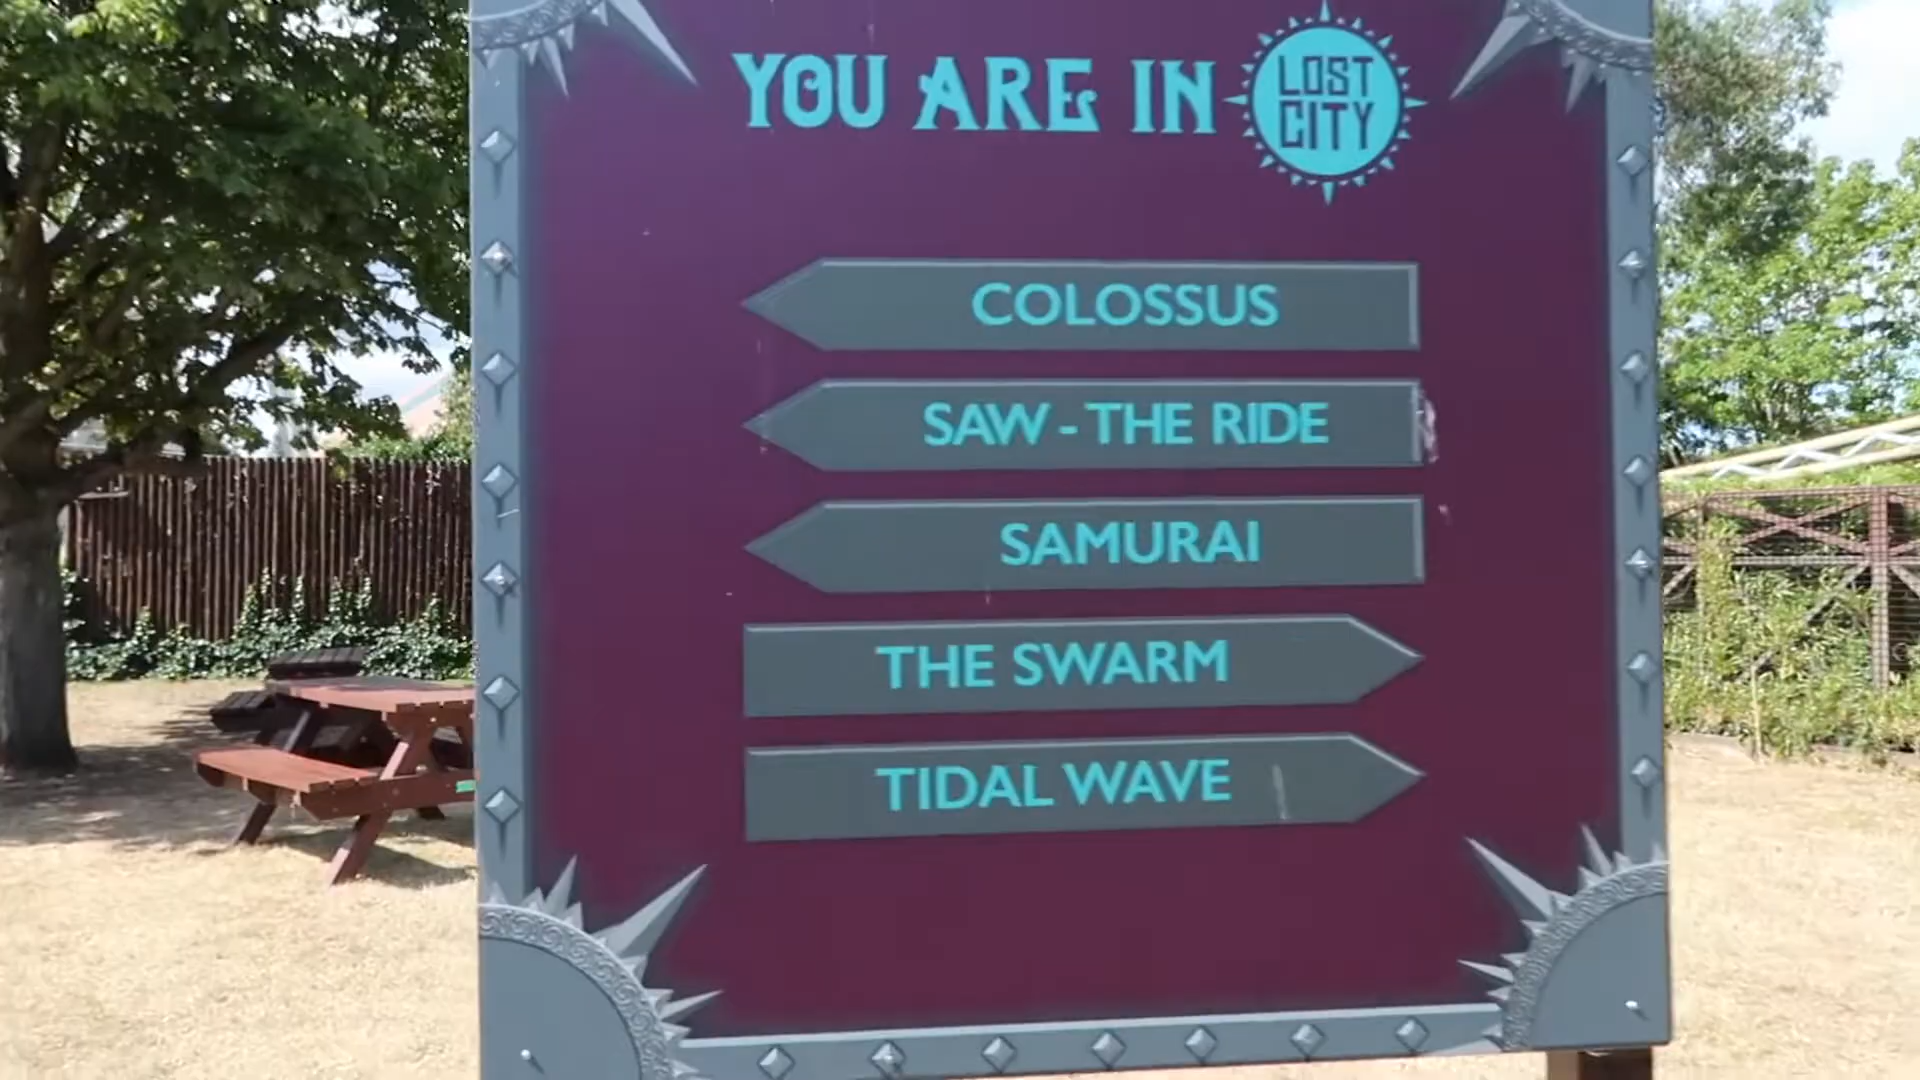 YOU ARE IN LOST CITY
COLOSSUS
SAW - THE RIDE
SAMURAI
THE SWARM
TIDAL WAVE